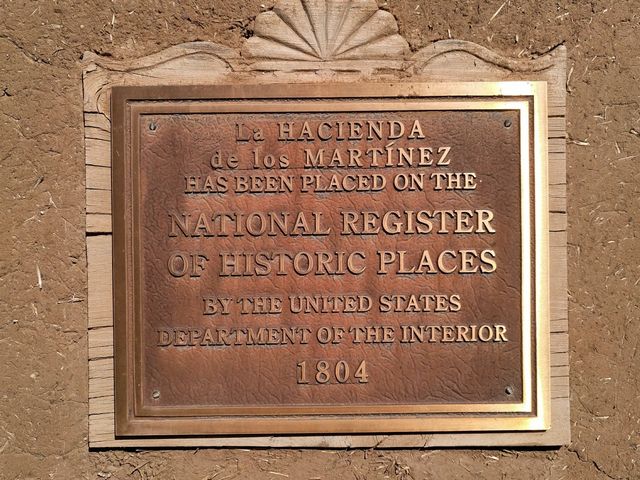 La HACIENDA
de los MARTÍNEZ
HAS BEEN PLACED ON THE
NATIONAL REGISTER
OF HISTORIC PLACES
BY THE UNITED STATES
DEPARTMENT OF THE INTERIOR
1804